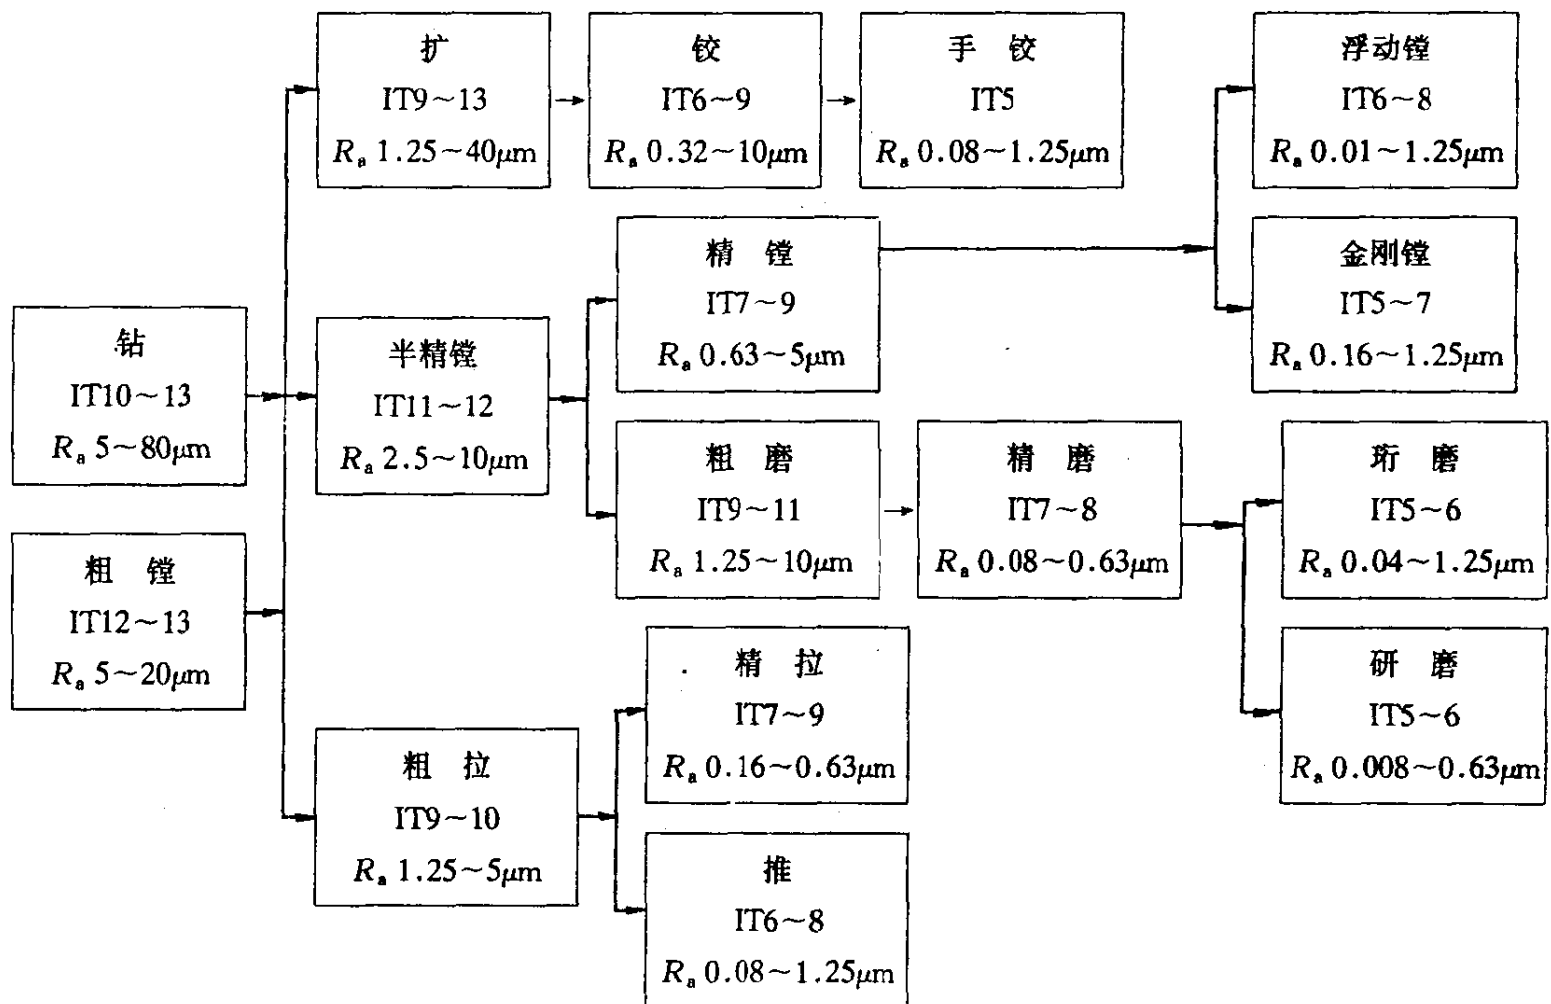 扩
IT9~13
Ra 1.25~40μm
铰
IT6~9
Ra 0.32~10μm
手 铰
IT5
Ra 0.08~1.25μm
浮动镗
IT6~8
Ra 0.01~1.25μm
精 镗
IT7~9
Ra 0.63~5μm
金刚镗
IT5~7
Ra 0.16~1.25μm
钻
IT10~13
Ra 5~80μm
半精镗
IT11~12
Ra 2.5~10μm
粗 磨
IT9~11
Ra 1.25~10μm
精 磨
IT7~8
Ra 0.08~0.63μm
珩 磨
IT5~6
Ra 0.04~1.25μm
粗 镗
IT12~13
Ra 5~20μm
精 拉
IT7~9
Ra 0.16~0.63μm
研 磨
IT5~6
Ra 0.008~0.63μm
粗 拉
IT9~10
Ra 1.25~5μm
推
IT6~8
Ra 0.08~1.25μm